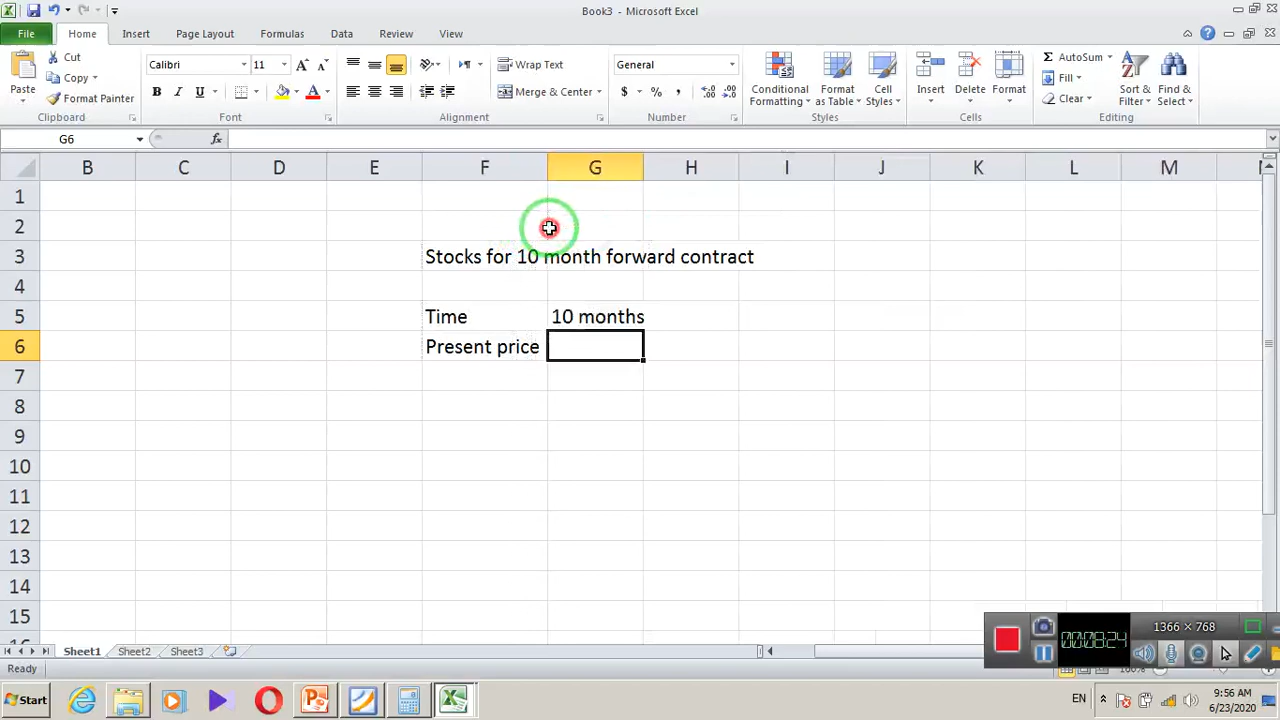 Book3 - Microsoft Excel
File Home Insert Page Layout Formulas Data Review View
Paste
Cut
Copy
Format Painter
Clipboard
Calibri 11
B I U
Font
Wrap Text
Merge & Center
Alignment
General
$ % ,
Number
Conditional Formatting
Format as Table
Cell Styles
Styles
Insert Delete Format
Cells
Σ AutoSum
Fill
Clear
Sort & Filter
Find & Select
Editing
G6 fx
B C D E F G H I J K L M
1
2
3 Stocks for 10 month forward contract
4
5 Time 10 months
6 Present price
7
8
9
10
11
12
13
14
15
Sheet1 Sheet2 Sheet3
Ready
00:08:24
1366 × 768
Start
EN
9:56 AM
6/23/2020